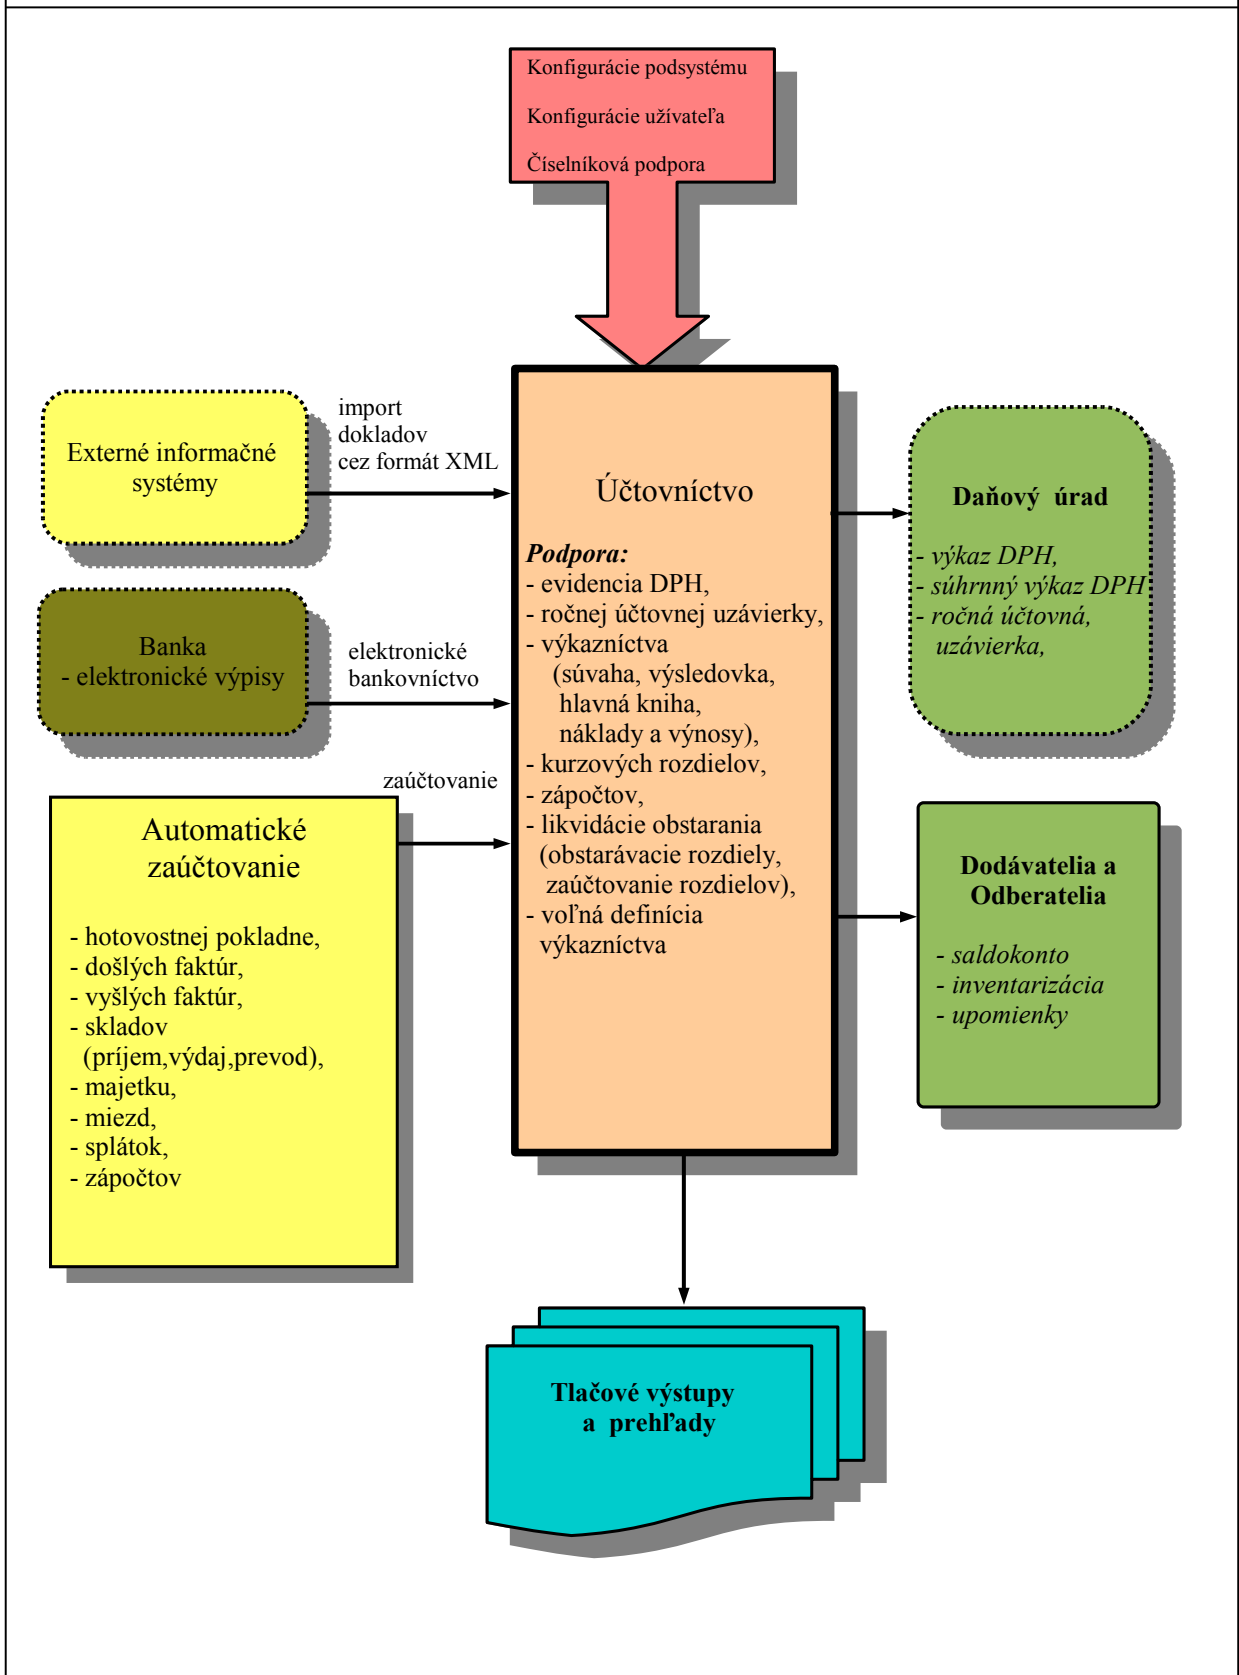 Konfigurácie podsystému
Konfigurácie užívateľa
Číselníková podpora
Externé informačné
systémy
import
dokladov
cez formát XML
Banka
- elektronické výpisy
elektronické
bankovníctvo
zaúčtovanie
Automatické
zaúčtovanie
- hotovostnej pokladne,
- došlých faktúr,
- vyšlých faktúr,
- skladov
(príjem,výdaj,prevod),
- majetku,
- miezd,
- splátok,
- zápočtov
Účtovníctvo
Podpora:
- evidencia DPH,
- ročnej účtovnej uzávierky,
- výkazníctva
(súvaha, výsledovka,
hlavná kniha,
náklady a výnosy),
- kurzových rozdielov,
- zápočtov,
- likvidácie obstarania
(obstarávacie rozdiely,
zaúčtovanie rozdielov),
- voľná definícia
výkazníctva
Daňový úrad
- výkaz DPH,
- súhrnný výkaz DPH
- ročná účtovná,
uzávierka,
Dodávatelia a
Odberatelia
- saldokonto
- inventarizácia
- upomienky
Tlačové výstupy
a prehľady